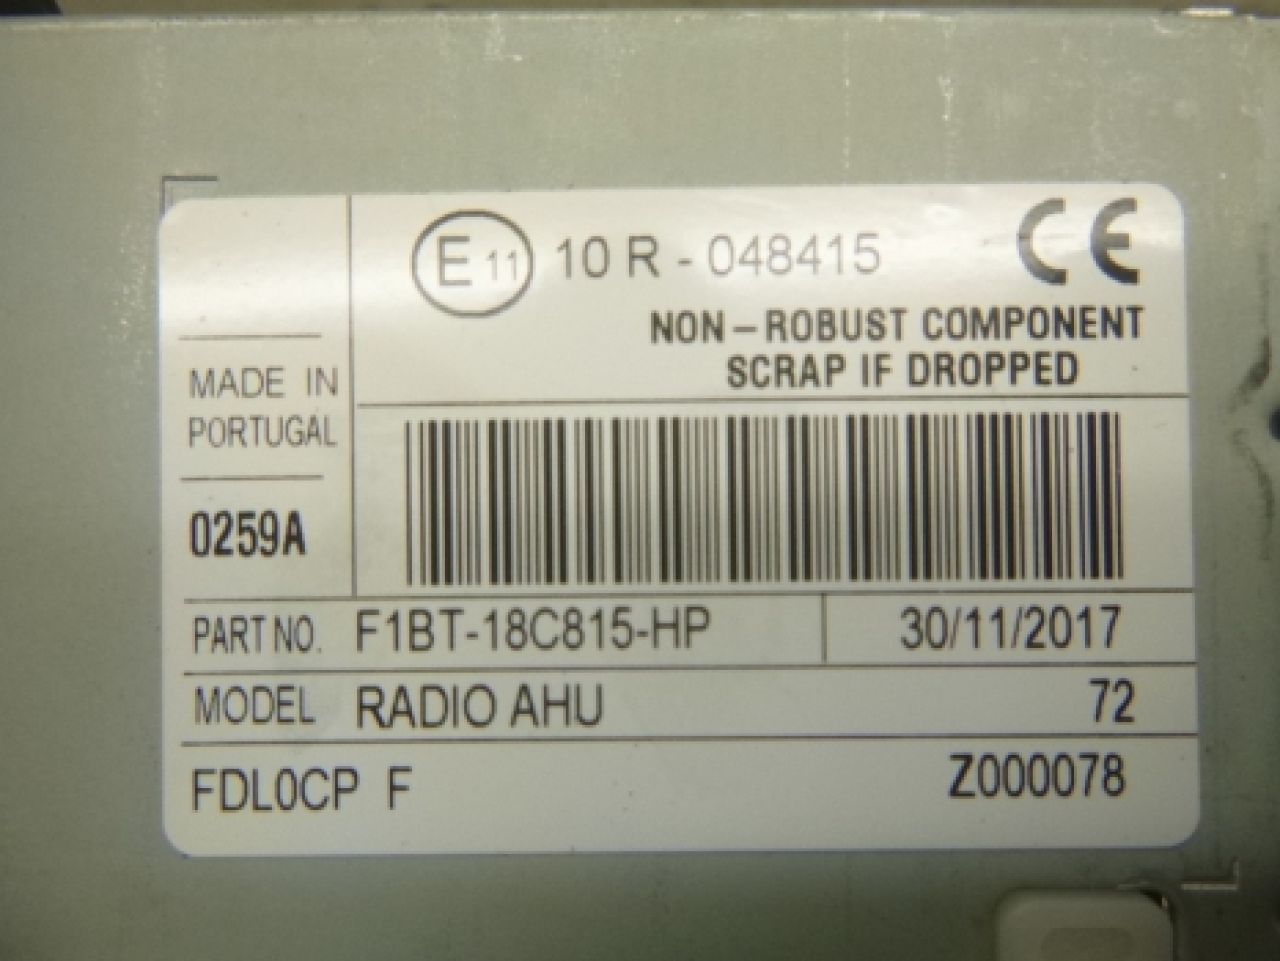 E 11 10 R - 048415 CE
NON - ROBUST COMPONENT
SCRAP IF DROPPED
MADE IN
PORTUGAL
0259A
PART NO. F1BT-18C815-HP 30/11/2017
MODEL RADIO AHU 72
FDL0CP F Z000078